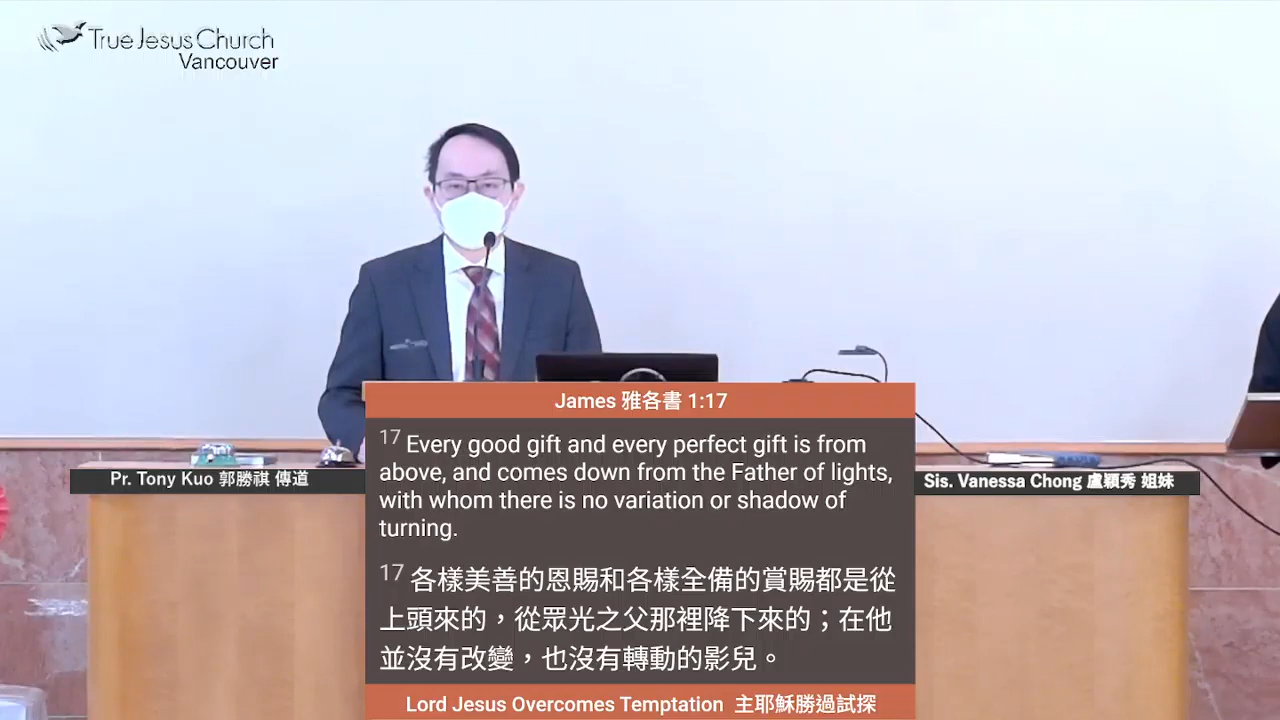 True Jesus Church
Vancouver
James 雅各書 1:17
17 Every good gift and every perfect gift is from
above, and comes down from the Father of lights,
with whom there is no variation or shadow of
turning.
17 各樣美善的恩賜和各樣全備的賞賜都是從
上頭來的，從眾光之父那裡降下來的；在他
並沒有改變，也沒有轉動的影兒。
Lord Jesus Overcomes Temptation 主耶穌勝過試探
Pr. Tony Kuo 郭勝祺 傳道
Sis. Vanessa Chong 盧穎秀 姐妹